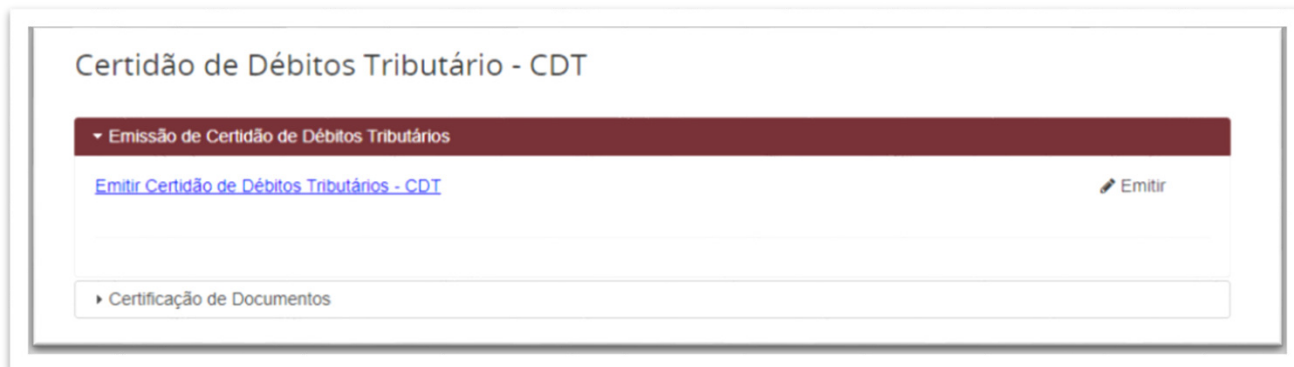 Certidão de Débitos Tributário - CDT
Emissão de Certidão de Débitos Tributários
Emitir Certidão de Débitos Tributários - CDT
Emitir
Certificação de Documentos